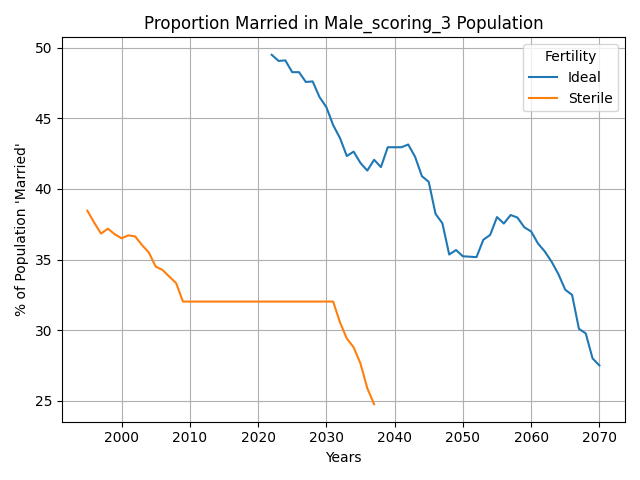 Proportion Married in Male_scoring_3 Population
Fertility
Ideal
Sterile
% of Population 'Married'
50
45
40
35
30
25
2000 2010 2020 2030 2040 2050 2060 2070
Years